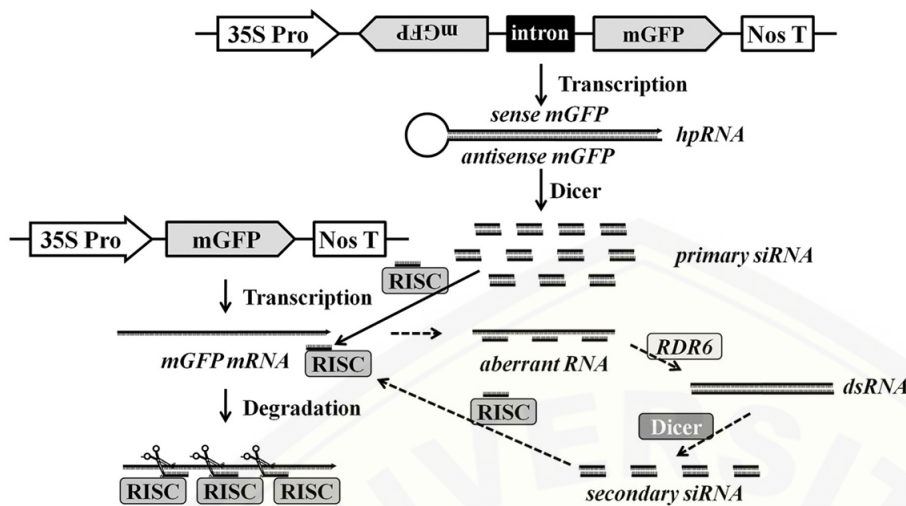 35S Pro mGFP intron mGFP Nos T
Transcription
sense mGFP
hpRNA
antisense mGFP
Dicer
35S Pro mGFP Nos T
primary siRNA
RISC
Transcription
mGFP mRNA
RISC
aberrant RNA
RDR6
dsRNA
Degradation
RISC
Dicer
RISC RISC RISC
secondary siRNA
IVERSIT